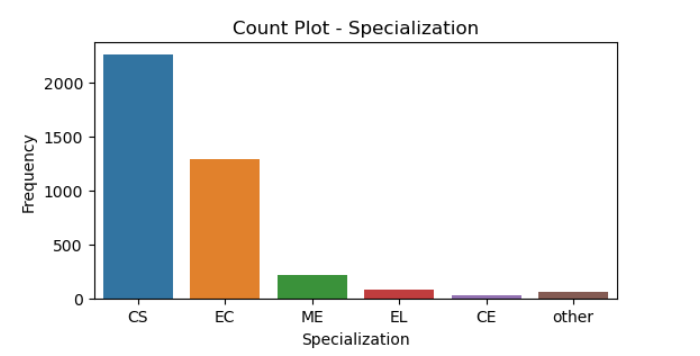 Count Plot - Specialization
2000
1500
1000
500
0
Frequency
CS EC ME EL CE other
Specialization